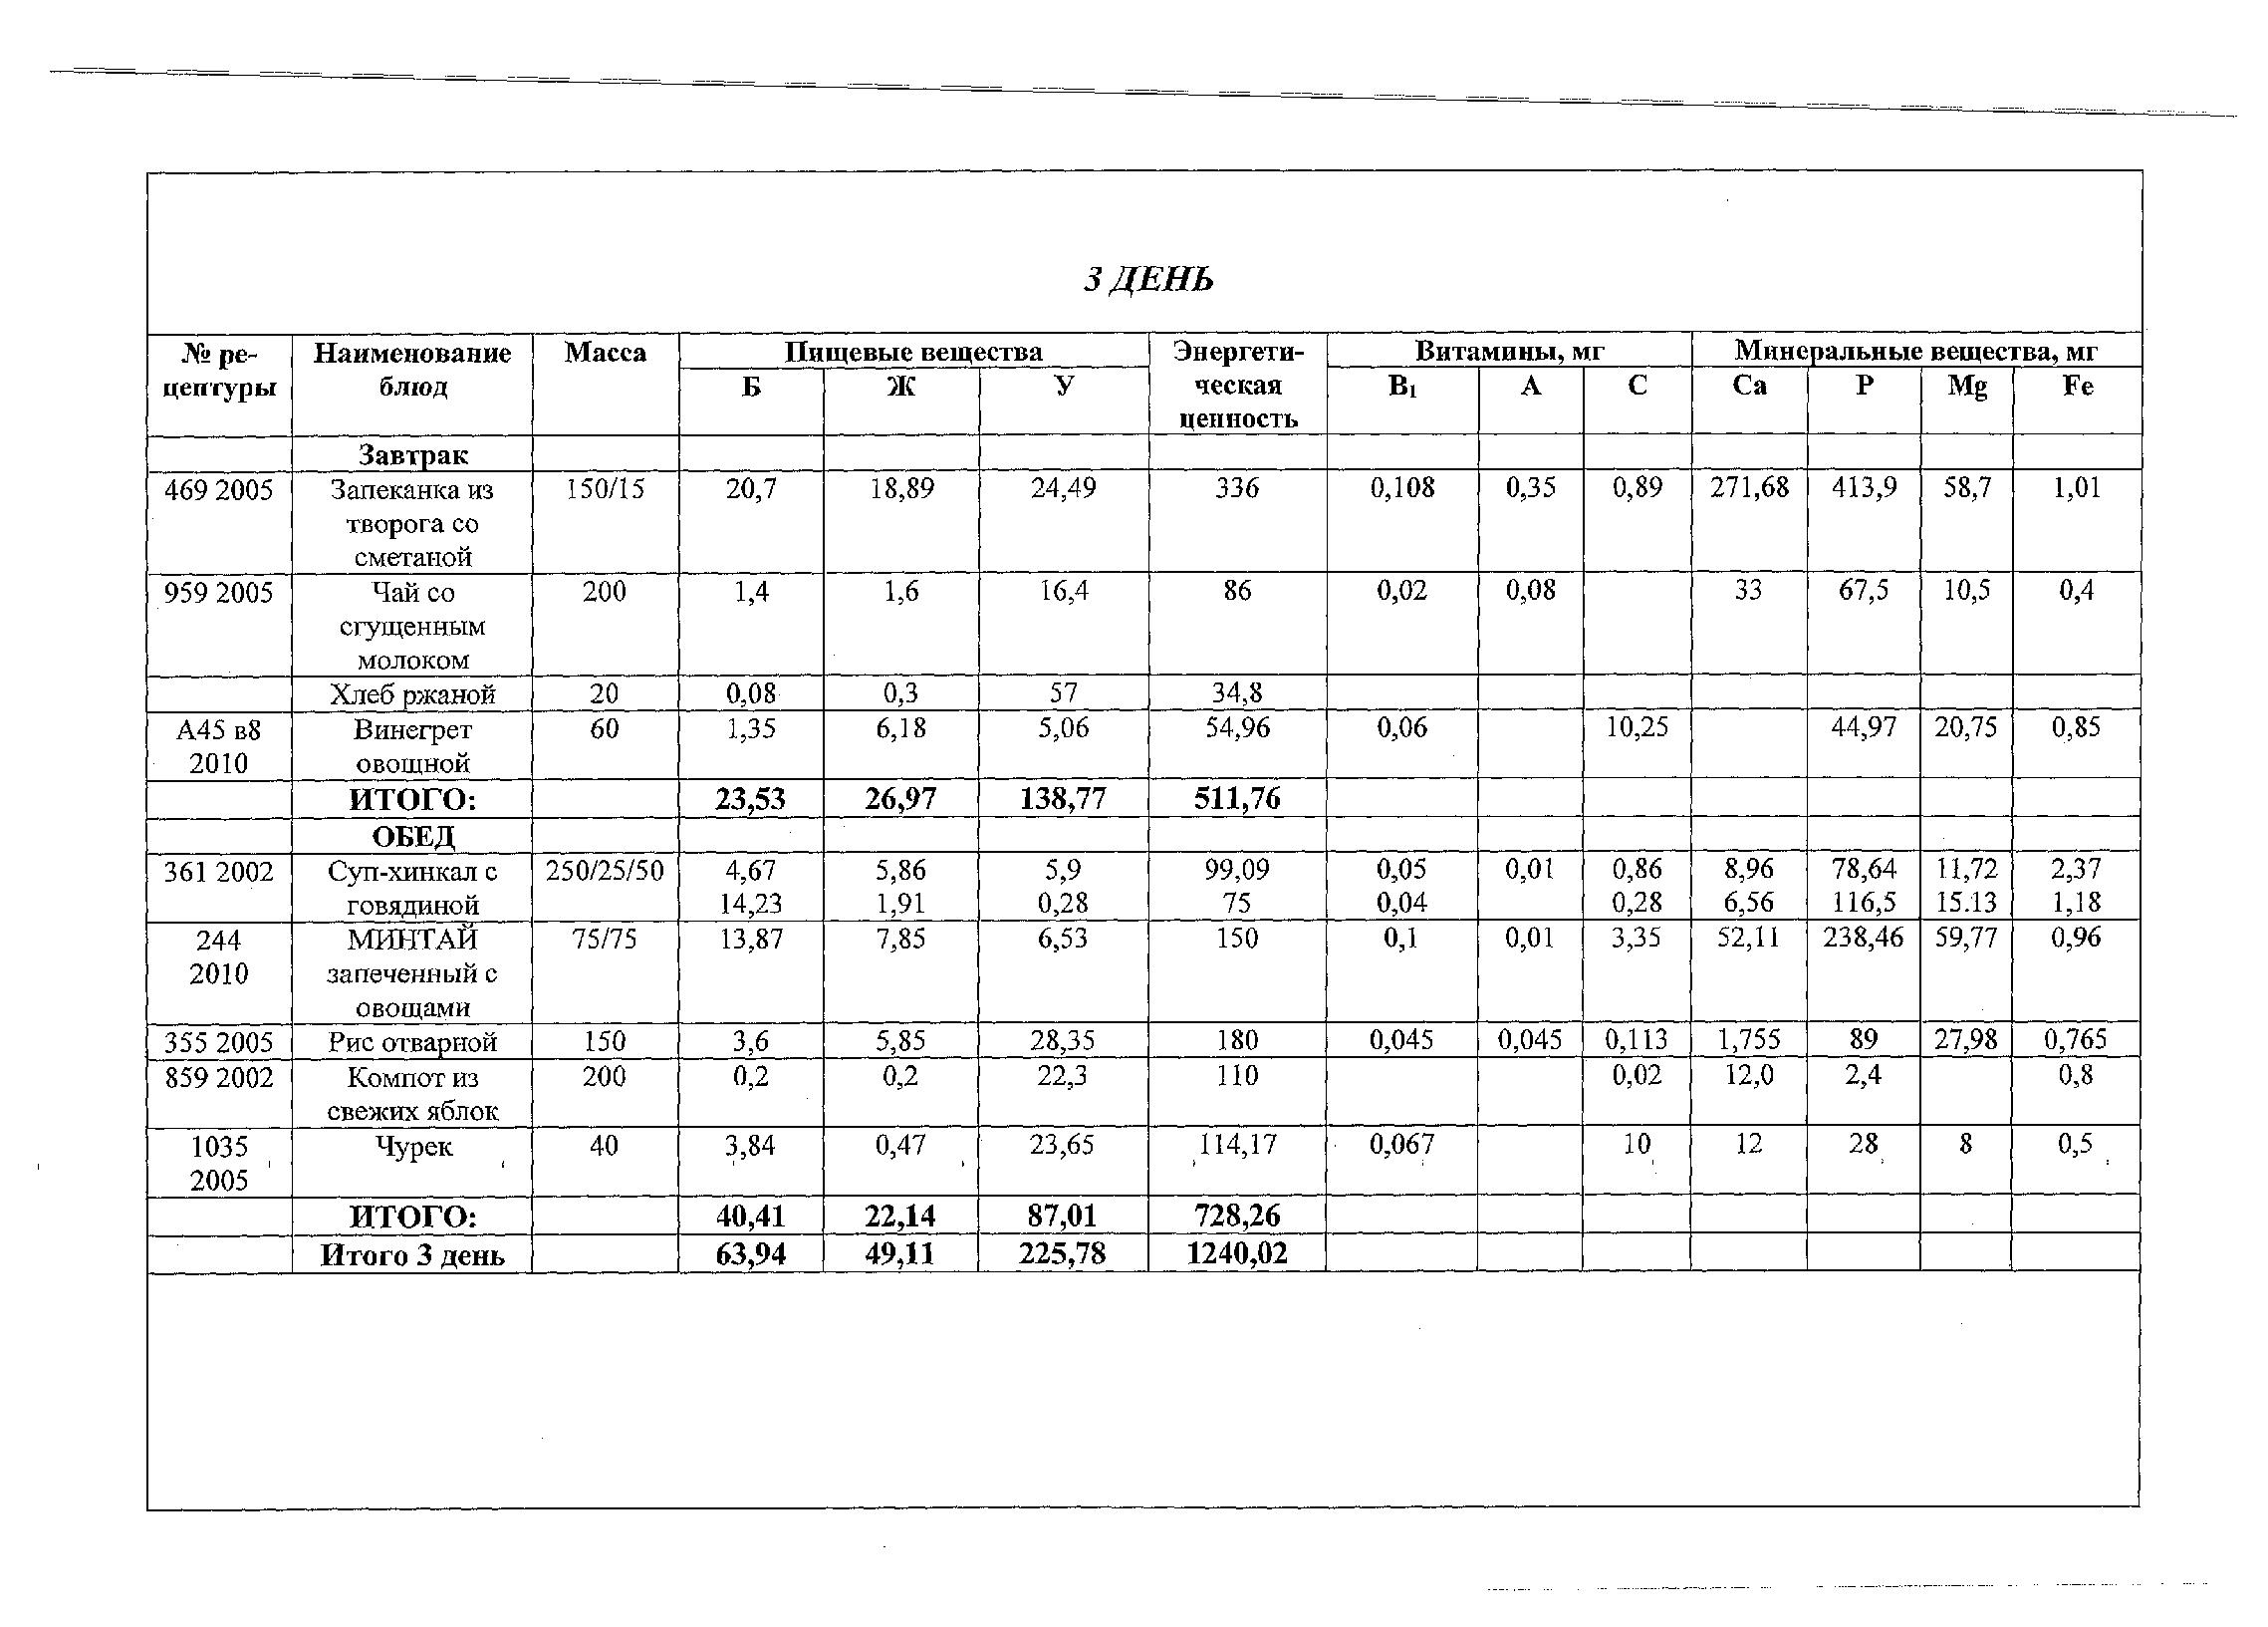 3 ДЕНЬ
№ ре- Наименование Масса Пищевые вещества Энергети- Витамины, мг Минеральные вещества, мг
цептуры блюд Б Ж У ческая В1 А С Са Р Mg Fe
ценность
Завтрак
469 2005 Запеканка из 150/15 20,7 18,89 24,49 336 0,108 0,35 0,89 271,68 413,9 58,7 1,01
творога со
сметаной
959 2005 Чай со 200 1,4 1,6 16,4 86 0,02 0,08 33 67,5 10,5 0,4
сгущенным
молоком
Хлеб ржаной 20 0,08 0,3 57 34,8
А45 в8 Винегрет 60 1,35 6,18 5,06 54,96 0,06 10,25 44,97 20,75 0,85
2010 овощной
ИТОГО: 23,53 26,97 138,77 511,76
ОБЕД
361 2002 Суп-хинкал с 250/25/50 4,67 5,86 5,9 99,09 0,05 0,01 0,86 8,96 78,64 11,72 2,37
говядиной 14,23 1,91 0,28 75 0,04 0,28 6,56 116,5 15.13 1,18
244 МИНТАЙ 75/75 13,87 7,85 6,53 150 0,1 0,01 3,35 52,11 238,46 59,77 0,96
2010 запеченный с
овощами
355 2005 Рис отварной 150 3,6 5,85 28,35 180 0,045 0,045 0,113 1,755 89 27,98 0,765
859 2002 Компот из 200 0,2 0,2 22,3 110 0,02 12,0 2,4 0,8
свежих яблок
1035 Чурек 40 3,84 0,47 23,65 114,17 0,067 10 12 28 8 0,5
2005
ИТОГО: 40,41 22,14 87,01 728,26
Итого 3 день 63,94 49,11 225,78 1240,02